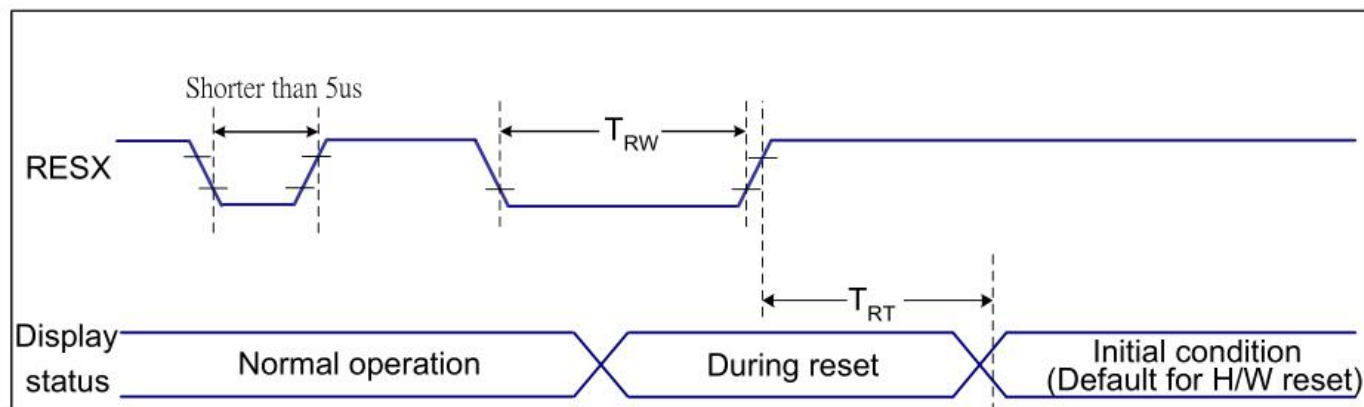 Shorter than 5us
RESX
TRW
TRT
Display
status
Normal operation
During reset
Initial condition
(Default for H/W reset)